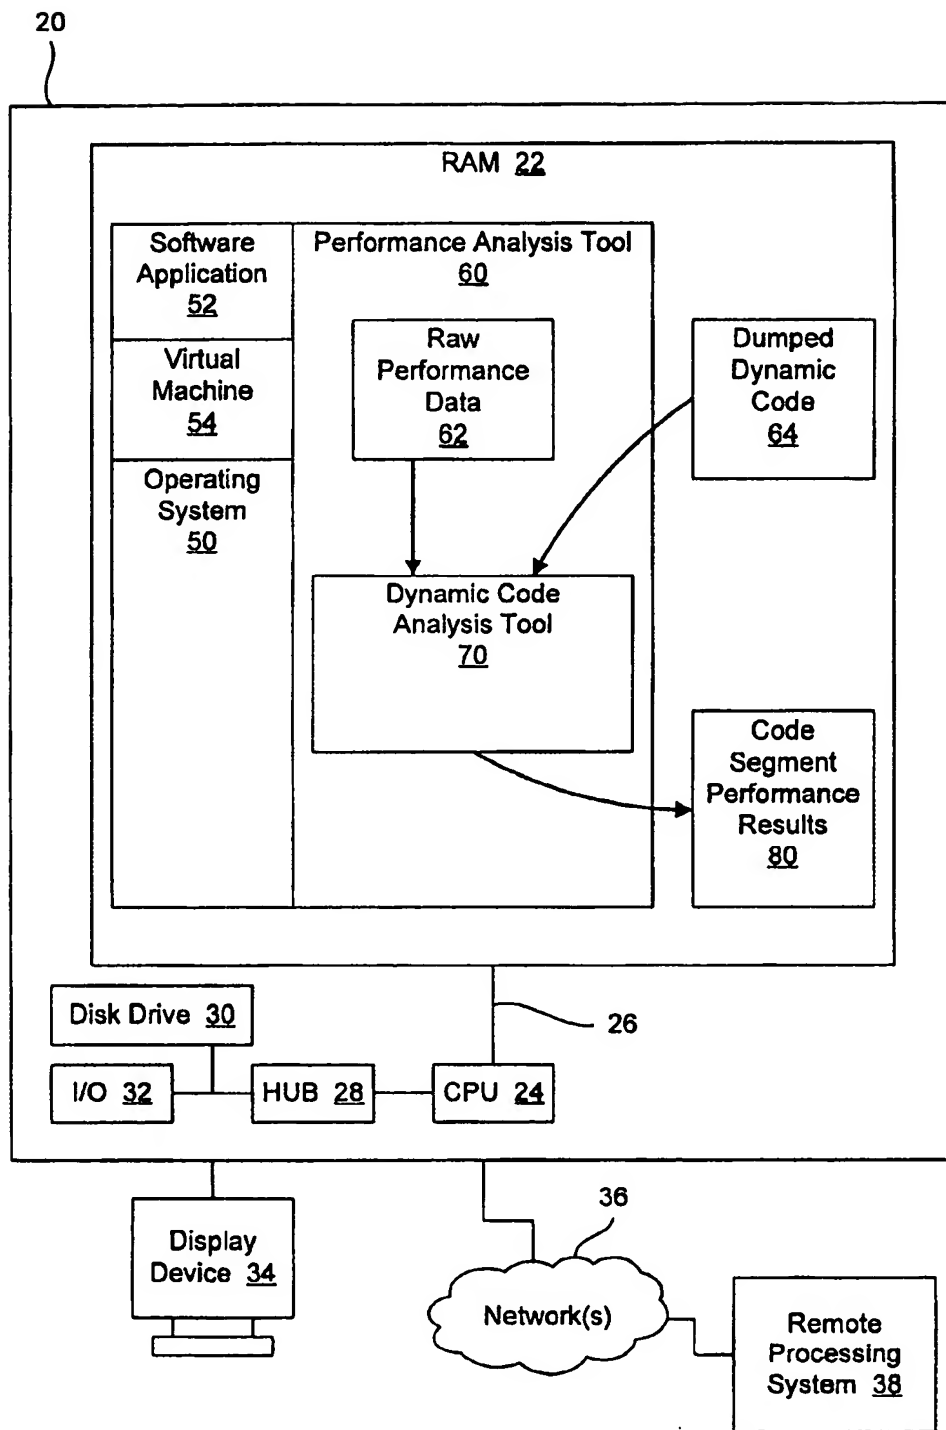 20
RAM 22
Software
Application
52
Virtual
Machine
54
Operating
System
50
Performance Analysis Tool
60
Raw
Performance
Data
62
Dumped
Dynamic
Code
64
Dynamic Code
Analysis Tool
70
Code
Segment
Performance
Results
80
26
Disk Drive 30
I/O 32
HUB 28
CPU 24
Display
Device 34
36
Network(s)
Remote
Processing
System 38